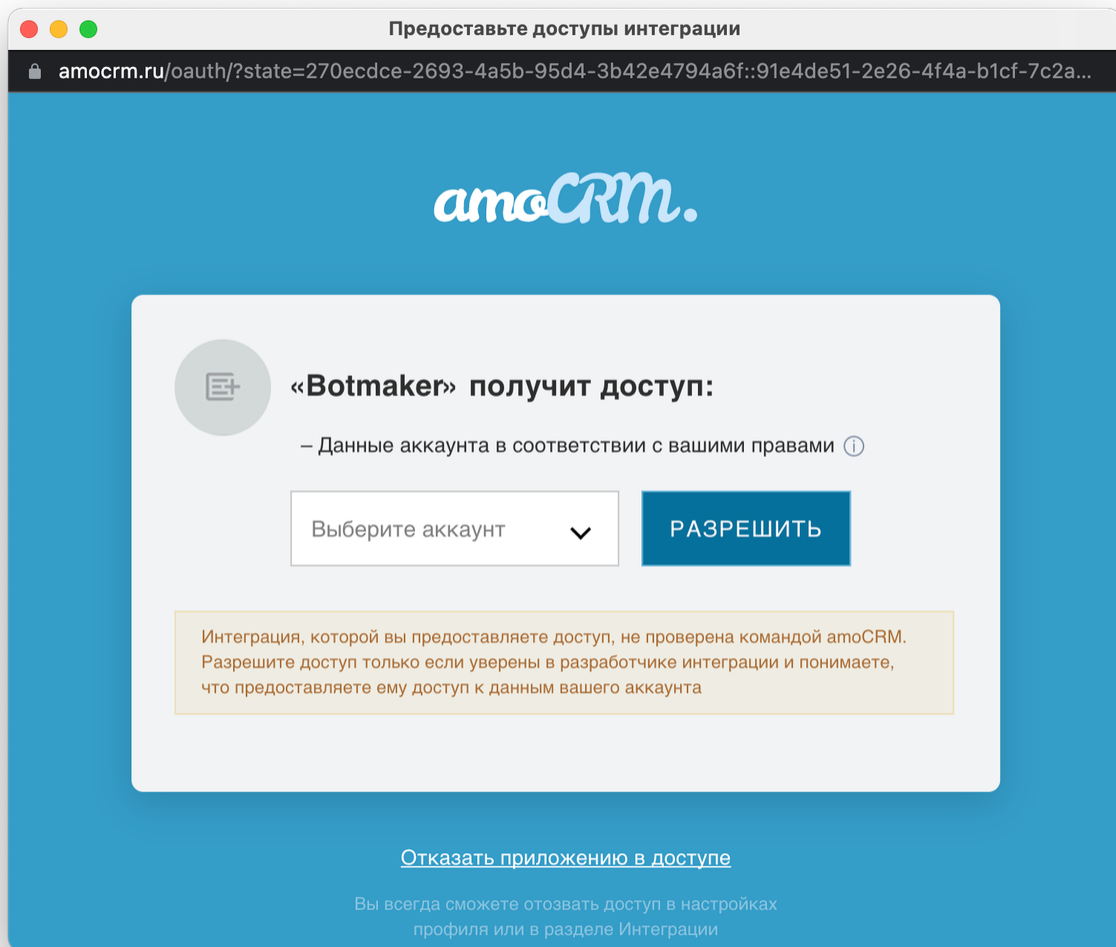 Предоставьте доступы интеграции
amocrm.ru/oauth/?state=270ecdce-2693-4a5b-95d4-3b42e4794a6f::91e4de51-2e26-4f4a-b1cf-7c2a...
amoCRM.
«Botmaker» получит доступ:
– Данные аккаунта в соответствии с вашими правами
Выберите аккаунт
РАЗРЕШИТЬ
Интеграция, которой вы предоставляете доступ, не проверена командой amoCRM.
Разрешите доступ только если уверены в разработчике интеграции и понимаете,
что предоставляете ему доступ к данным вашего аккаунта
Отказать приложению в доступе
Вы всегда сможете отозвать доступ в настройках
профиля или в разделе Интеграции